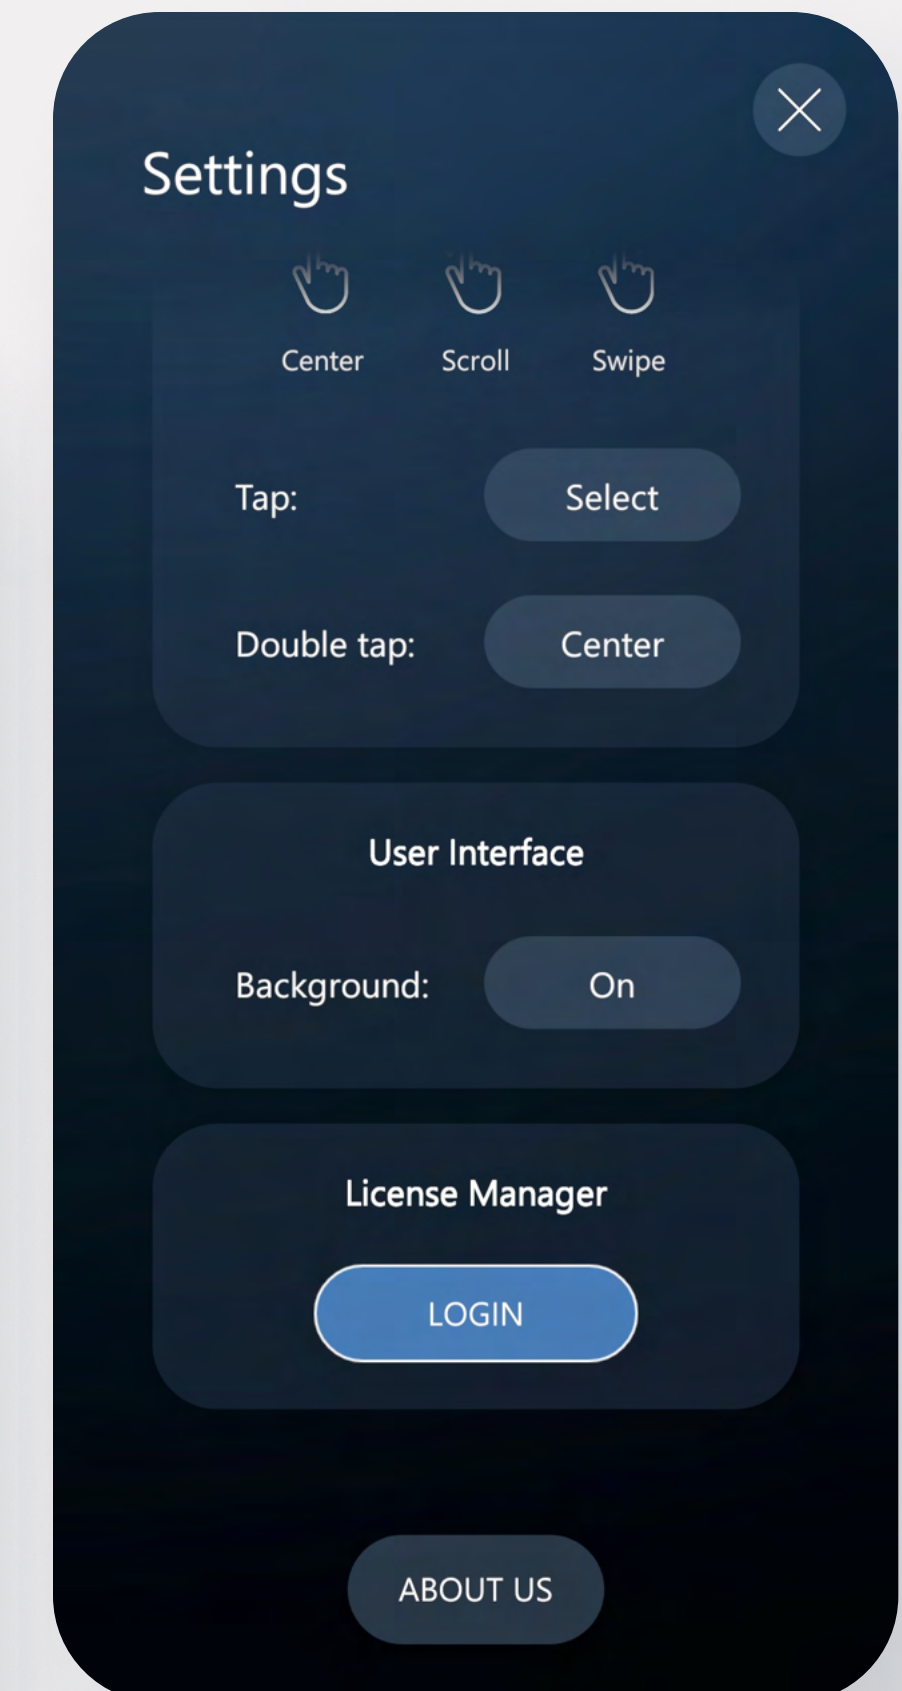 Settings
Center Scroll Swipe
Tap: Select
Double tap: Center
User Interface
Background: On
License Manager
LOGIN
ABOUT US